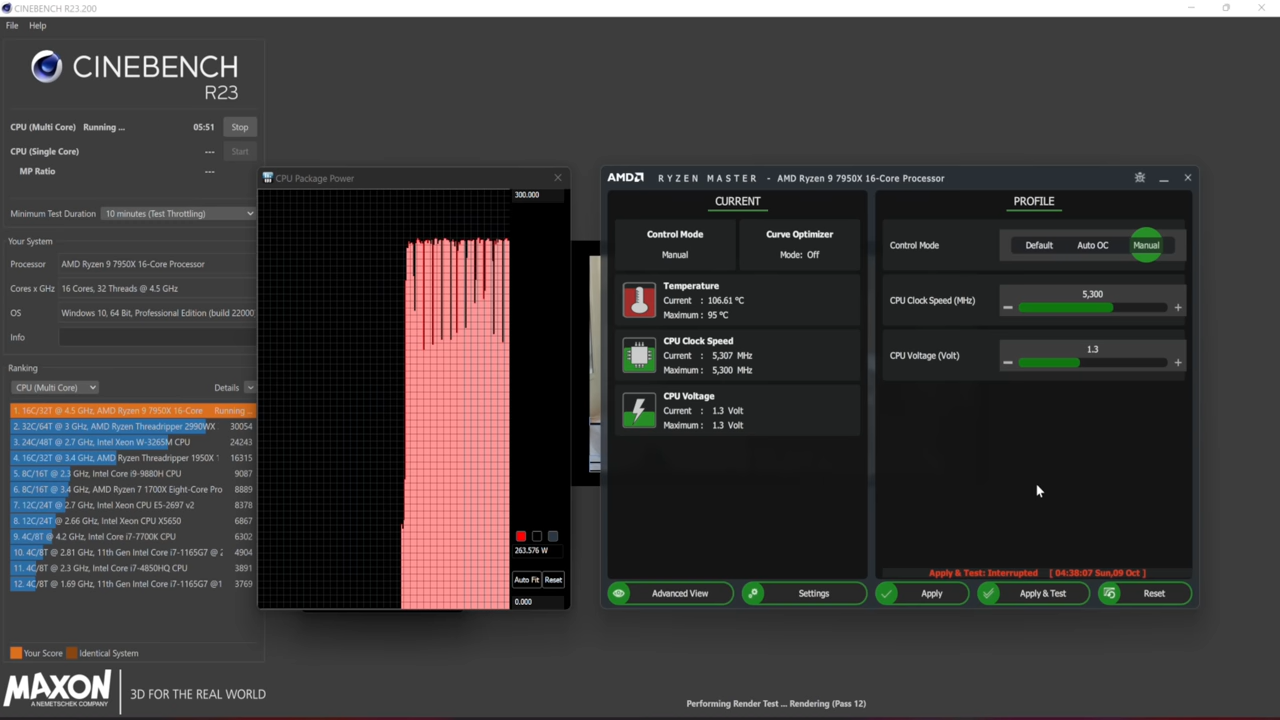 CINEBENCH R23.200
File Help
CINEBENCH
R23
CPU (Multi Core) Running ... 05:51 Stop
CPU (Single Core) --- Start
MP Ratio ---
Minimum Test Duration 10 minutes (Test Throttling)
Your System
Processor AMD Ryzen 9 7950X 16-Core Processor
Cores x GHz 16 Cores, 32 Threads @ 4.5 GHz
OS Windows 10, 64 Bit, Professional Edition (build 22000
Info
Ranking
CPU (Multi Core) Details
1. 16C/32T @ 4.5 GHz, AMD Ryzen 9 7950X 16-Core Running ...
2. 32C/64T @ 3 GHz, AMD Ryzen Threadripper 2990WX 30054
3. 24C/48T @ 2.7 GHz, Intel Xeon W-3265M CPU 24243
4. 16C/32T @ 3.4 GHz, AMD Ryzen Threadripper 1950X 16315
5. 8C/16T @ 2.3 GHz, Intel Core i9-9880H CPU 9087
6. 8C/16T @ 3.4 GHz, AMD Ryzen 7 1700X Eight-Core Pro 8889
7. 12C/24T @ 2.7 GHz, Intel Xeon CPU E5-2697 v2 8378
8. 12C/24T @ 2.66 GHz, Intel Xeon CPU X5650 6867
9. 4C/8T @ 4.2 GHz, Intel Core i7-7700K CPU 6302
10. 4C/8T @ 2.81 GHz, 11th Gen Intel Core i7-1165G7 @ 2 4904
11. 4C/8T @ 2.3 GHz, Intel Core i7-4850HQ CPU 3891
12. 4C/8T @ 1.69 GHz, 11th Gen Intel Core i7-1165G7 @1 3769
Your Score Identical System
MAXON
A NEMETSCHEK COMPANY
3D FOR THE REAL WORLD
CPU Package Power
300.000
263.576 W
Auto Fit Reset
0.000
AMD RYZEN MASTER - AMD Ryzen 9 7950X 16-Core Processor
CURRENT
Control Mode Curve Optimizer
Manual Mode: Off
Temperature
Current : 106.61 °C
Maximum : 95 °C
CPU Clock Speed
Current : 5,307 MHz
Maximum : 5,300 MHz
CPU Voltage
Current : 1.3 Volt
Maximum : 1.3 Volt
PROFILE
Control Mode Default Auto OC Manual
CPU Clock Speed (MHz) 5,300
CPU Voltage (Volt) 1.3
Apply & Test: Interrupted [ 04:38:07 Sun,09 Oct ]
Advanced View Settings Apply Apply & Test Reset
Performing Render Test ... Rendering (Pass 12)